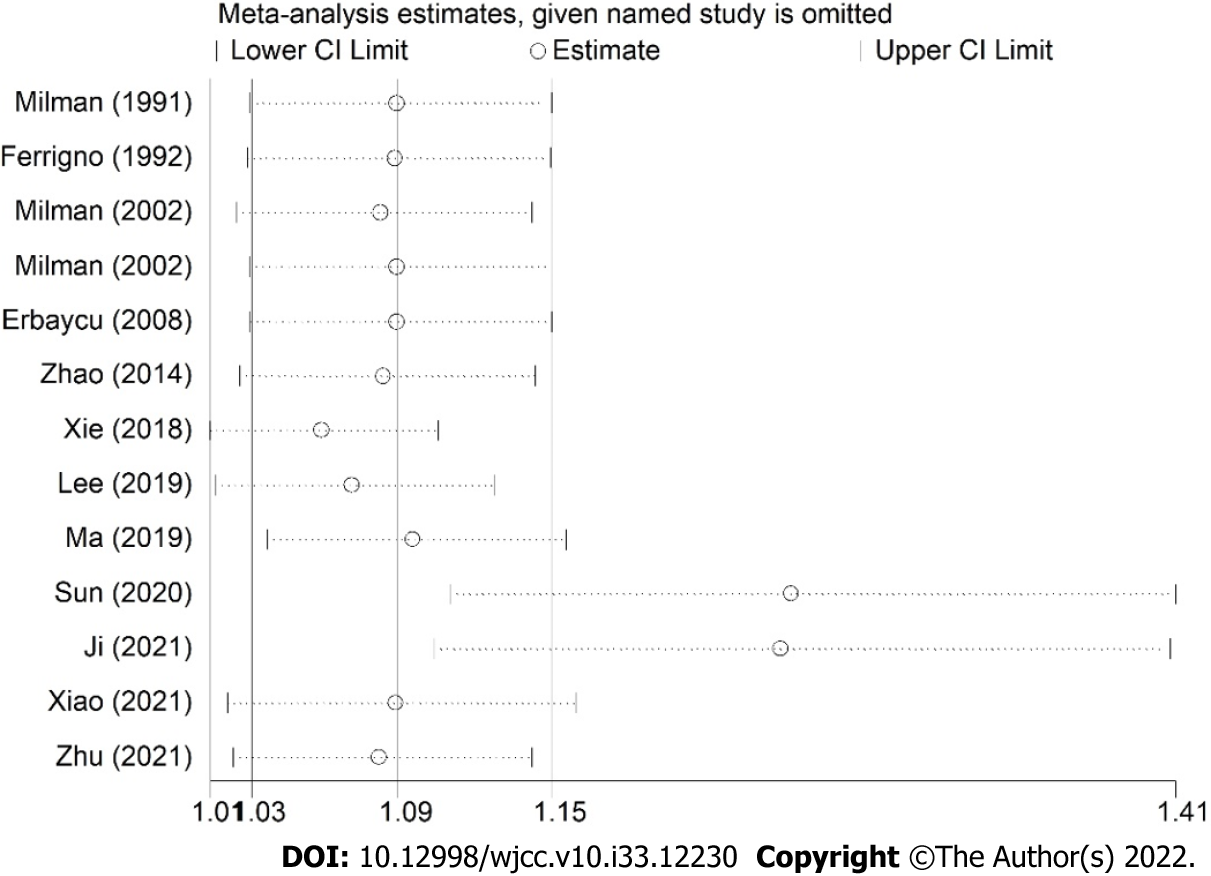 Meta-analysis estimates, given named study is omitted
Lower CI Limit Estimate Upper CI Limit
Milman (1991)
Ferrigno (1992)
Milman (2002)
Milman (2002)
Erbaycu (2008)
Zhao (2014)
Xie (2018)
Lee (2019)
Ma (2019)
Sun (2020)
Ji (2021)
Xiao (2021)
Zhu (2021)
1.01 1.03 1.09 1.15 1.41
DOI: 10.12998/wjcc.v10.i33.12230 Copyright ©The Author(s) 2022.